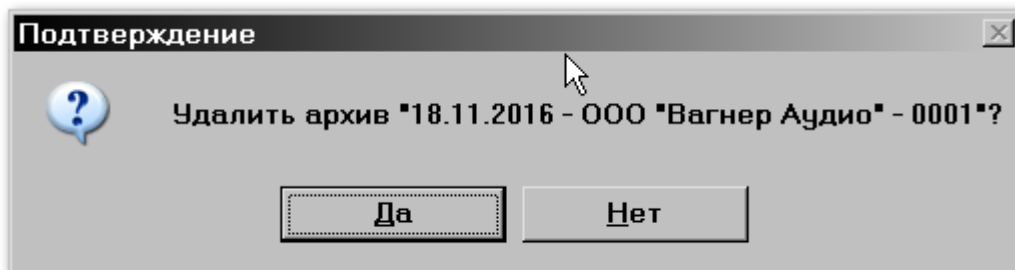 Подтверждение
Удалить архив "18.11.2016 - ООО "Вагнер Аудио" - 0001"?
Да
Нет